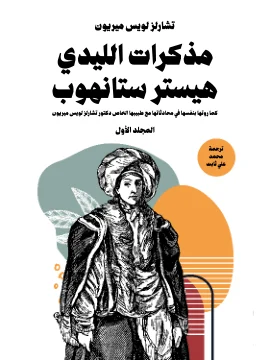 تشارلز لويس ميريون
مذكرات الليدي
هيستر ستانهوب
كما روتها بنفسها في محادثاتها مع طبيبها الخاص دكتور تشارلز لويس ميريون
المجلد الأول
ترجمة
محمد
علي ثابت